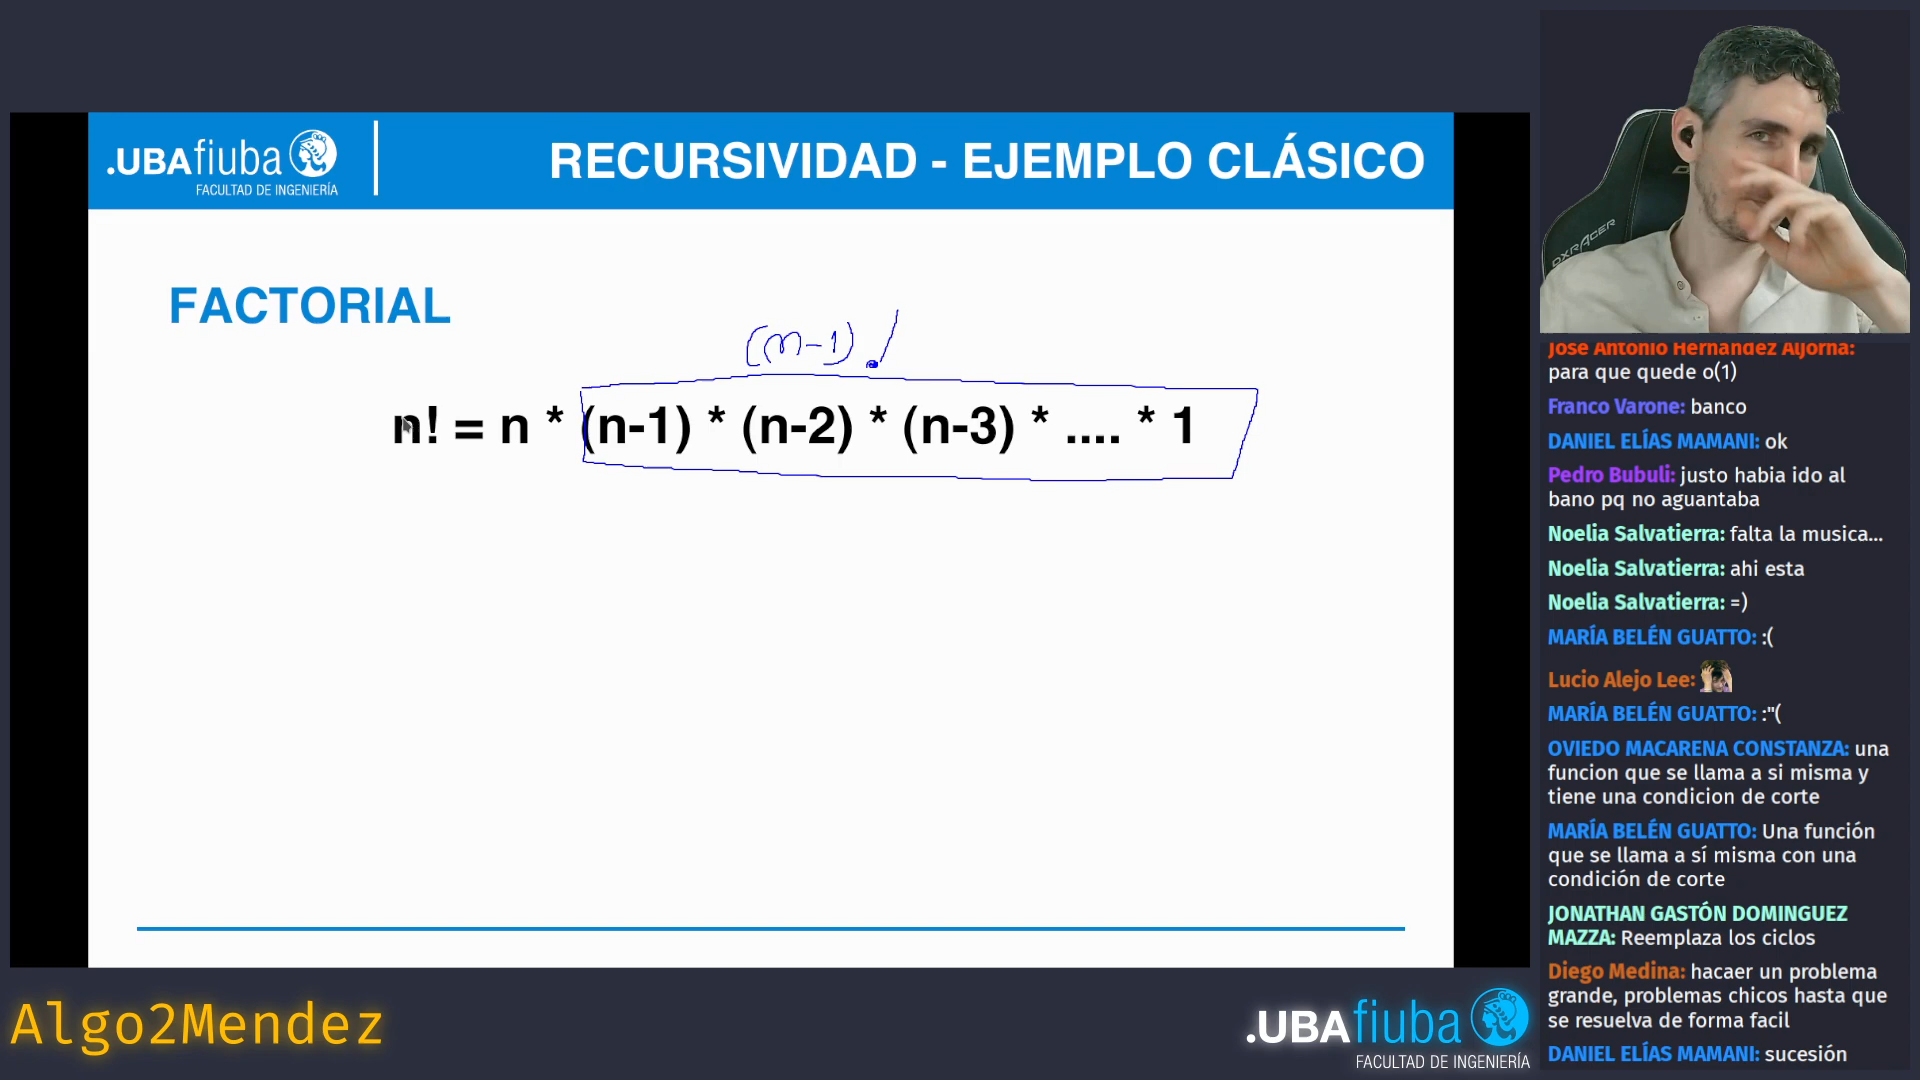 .UBAfiuba
FACULTAD DE INGENIERÍA
RECURSIVIDAD - EJEMPLO CLÁSICO
FACTORIAL
(n-1)!
n! = n * (n-1) * (n-2) * (n-3) * .... * 1
Algo2Mendez
.UBAfiuba
FACULTAD DE INGENIERÍA
DXRACER
Jose Antonio Hernandez Aljorna:
para que quede o(1)
Franco Varone: banco
DANIEL ELÍAS MAMANI: ok
Pedro Bubuli: justo habia ido al
bano pq no aguantaba
Noelia Salvatierra: falta la musica...
Noelia Salvatierra: ahi esta
Noelia Salvatierra: =)
MARÍA BELÉN GUATTO: :(
Lucio Alejo Lee:
MARÍA BELÉN GUATTO: :"(
OVIEDO MACARENA CONSTANZA: una
funcion que se llama a si misma y
tiene una condicion de corte
MARÍA BELÉN GUATTO: Una función
que se llama a sí misma con una
condición de corte
JONATHAN GASTÓN DOMINGUEZ
MAZZA: Reemplaza los ciclos
Diego Medina: hacaer un problema
grande, problemas chicos hasta que
se resuelva de forma facil
DANIEL ELÍAS MAMANI: sucesión